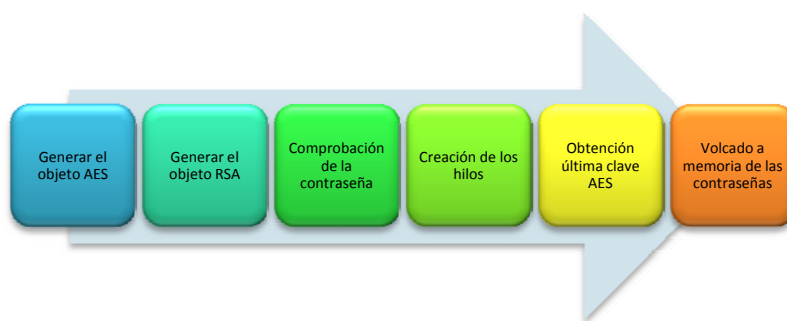 Generar el
objeto AES
Generar el
objeto RSA
Comprobación
de la
contraseña
Creación de los
hilos
Obtención
última clave
AES
Volcado a
memoria de las
contraseñas